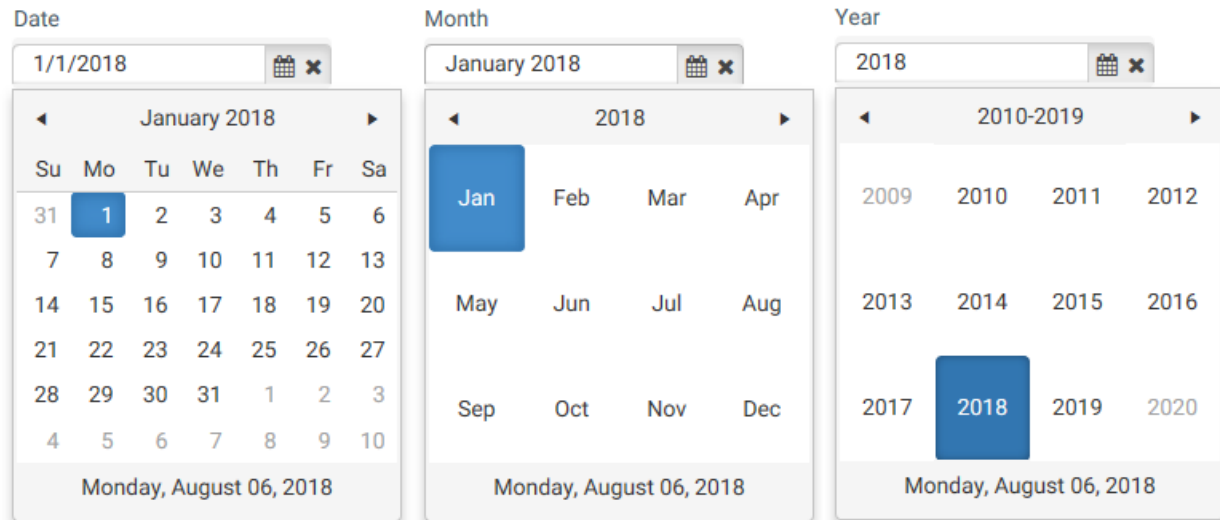 Date
1/1/2018
January 2018
Su Mo Tu We Th Fr Sa
31 1 2 3 4 5 6
7 8 9 10 11 12 13
14 15 16 17 18 19 20
21 22 23 24 25 26 27
28 29 30 31 1 2 3
4 5 6 7 8 9 10
Monday, August 06, 2018
Month
January 2018
2018
Jan Feb Mar Apr
May Jun Jul Aug
Sep Oct Nov Dec
Monday, August 06, 2018
Year
2018
2010-2019
2009 2010 2011 2012
2013 2014 2015 2016
2017 2018 2019 2020
Monday, August 06, 2018